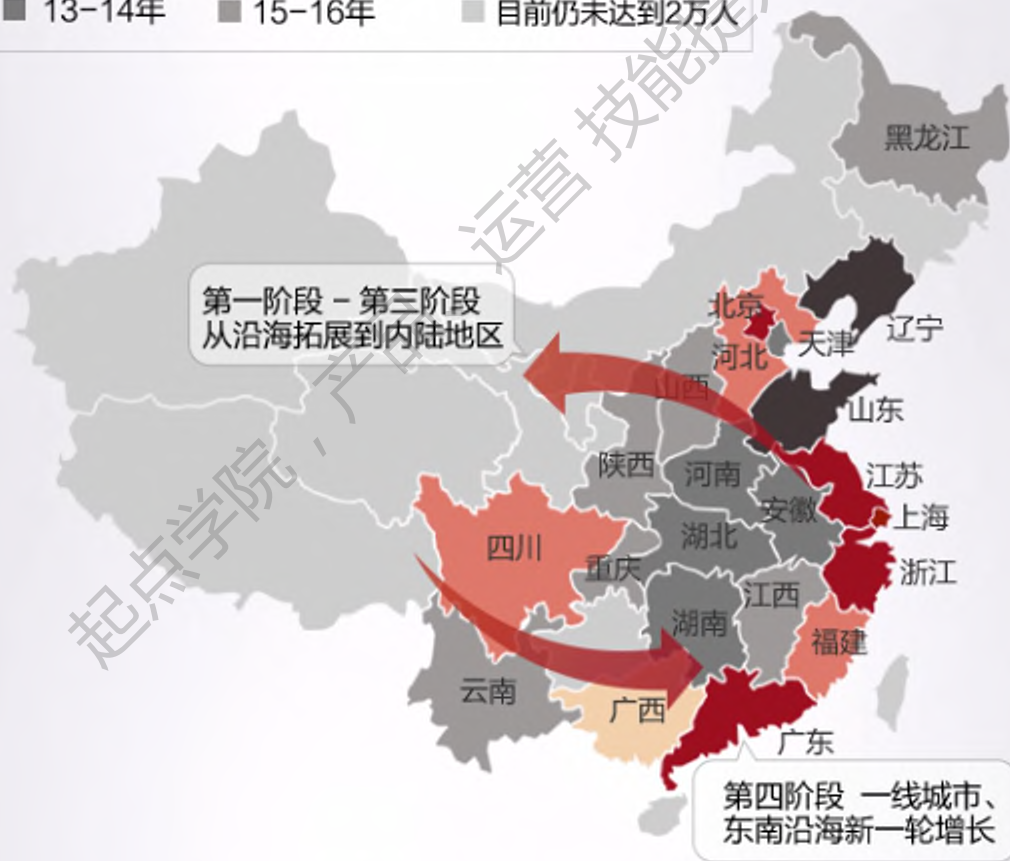 13-14年 15-16年 目前仍未达到2万人
黑龙江
第一阶段 - 第三阶段
从沿海拓展到内陆地区
北京
天津
辽宁
河北
山西
山东
陕西
河南
江苏
安徽
上海
四川
湖北
重庆
浙江
江西
湖南
福建
云南
广西
广东
第四阶段 一线城市、
东南沿海新一轮增长
起点学院,产 运营 技能提